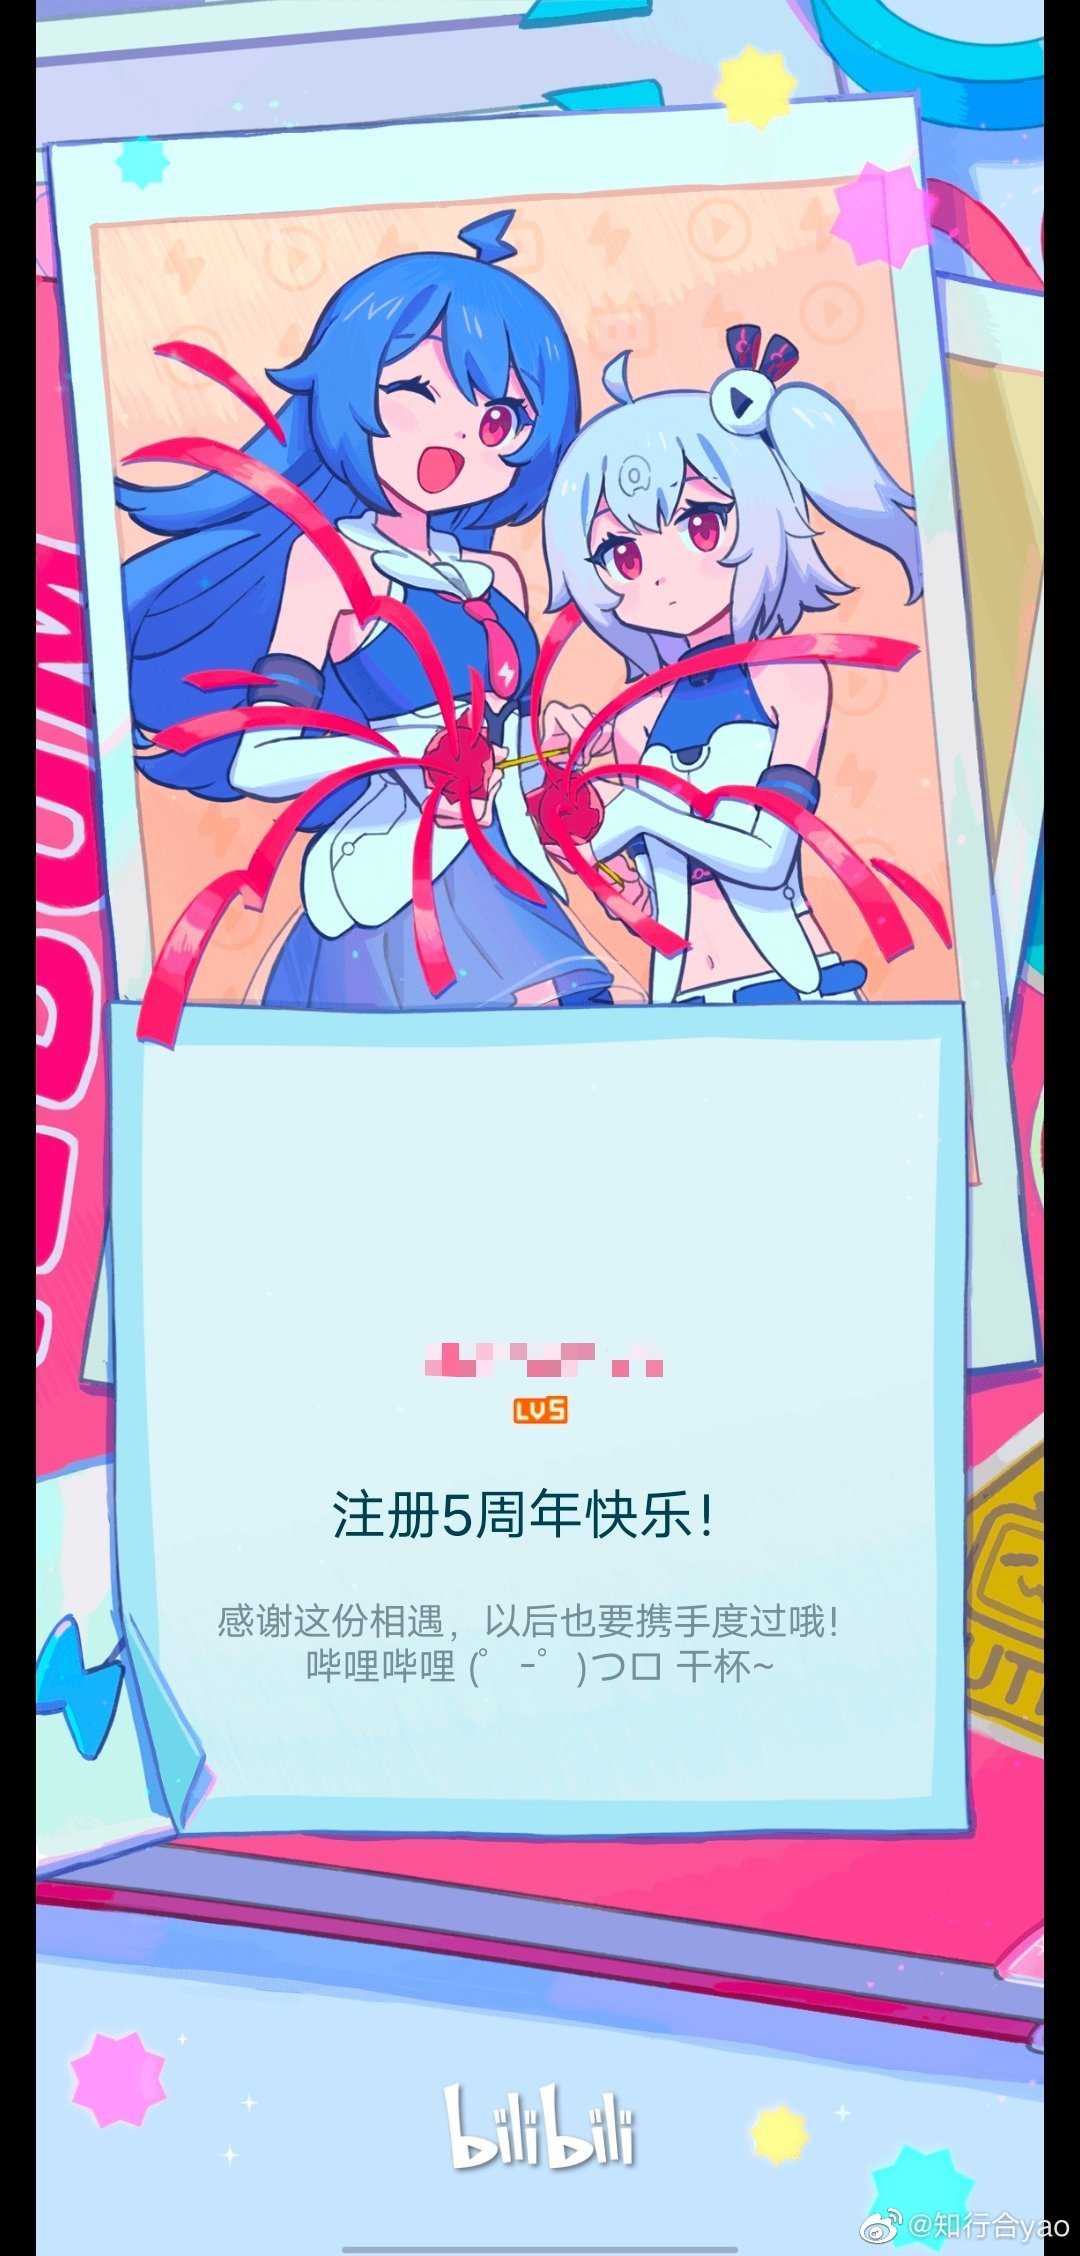 LV5
注册5周年快乐！
感谢这份相遇，以后也要携手度过哦！
哔哩哔哩 (゜-゜)つロ 干杯~
bilibili
@知行合yao